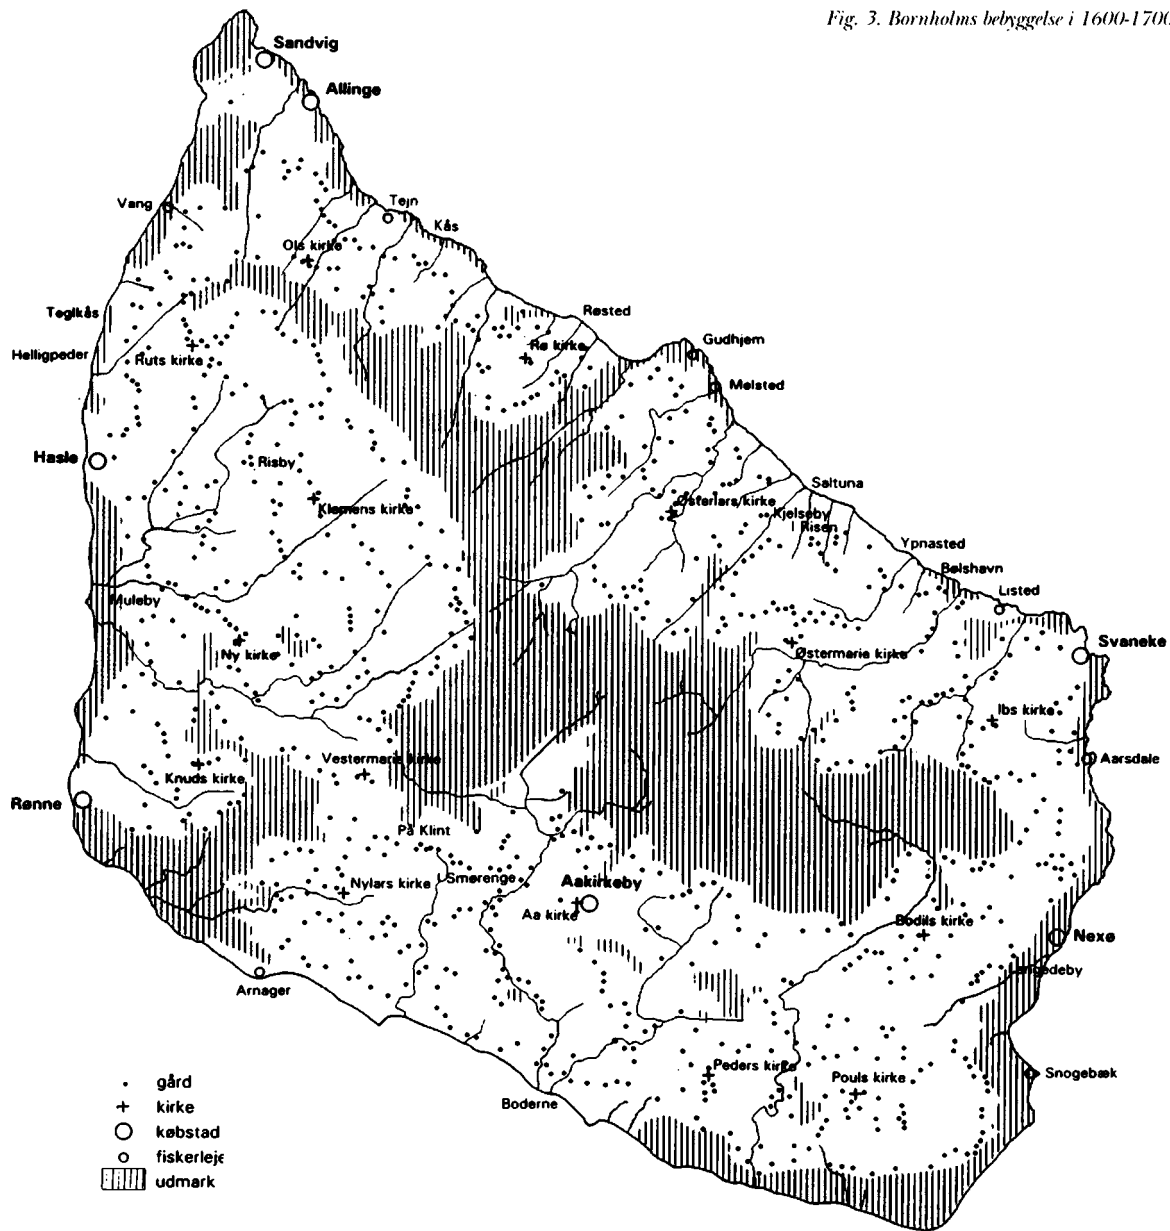 Fig. 3. Bornholms bebyggelse i 1600-1700
Sandvig
Allinge
Vang
Tejn
Kås
Ols kirke
Teglkås
Røsted
Helligpeder
Ruts kirke
Rø kirke
Gudhjem
Melsted
Hasle
Risby
Klemens kirke
Østerlars kirke
Saltuna
Kjelseby
Risen
Ypnasted
Bølshavn
Listed
Muleby
Ny kirke
Østermarie kirke
Svaneke
Ibs kirke
Knuds kirke
Vestermarie kirke
Aarsdale
Rønne
På Klint
Nylars kirke
Smørenge
Aakirkeby
Aa kirke
Bodils kirke
Nexø
Langedeby
Arnager
Snogebæk
Peders kirke
Pouls kirke
Boderne
gård
kirke
købstad
fiskerleje
udmark